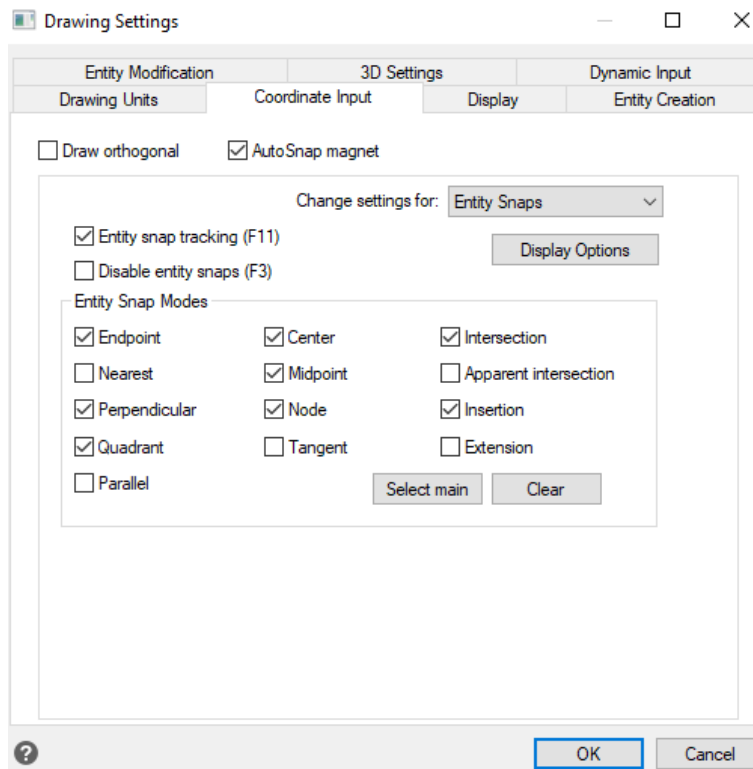 Drawing Settings
Entity Modification 3D Settings Dynamic Input
Drawing Units Coordinate Input Display Entity Creation
Draw orthogonal AutoSnap magnet
Change settings for: Entity Snaps
Entity snap tracking (F11)
Display Options
Disable entity snaps (F3)
Entity Snap Modes
Endpoint Center Intersection
Nearest Midpoint Apparent intersection
Perpendicular Node Insertion
Quadrant Tangent Extension
Parallel Select main Clear
? OK Cancel